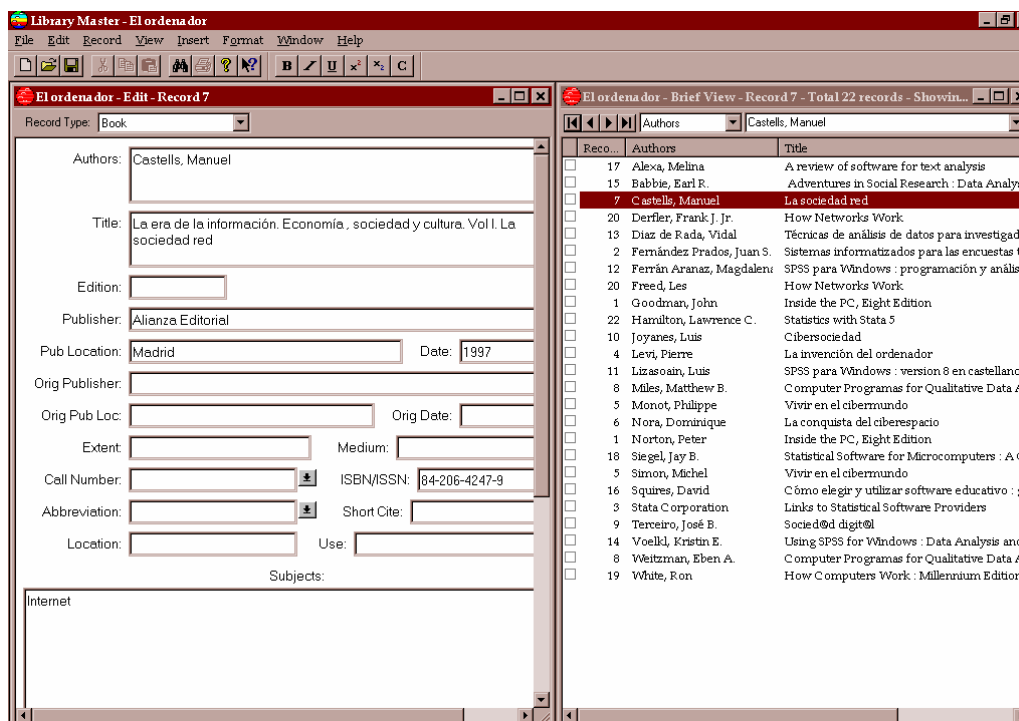 Library Master - El ordenador
File Edit Record View Insert Format Window Help
B I U x² x₂ C
El ordenador - Edit - Record 7
Record Type: Book
Authors: Castells, Manuel
Title: La era de la información. Economía , sociedad y cultura. Vol I. La
sociedad red
Edition:
Publisher: Alianza Editorial
Pub Location: Madrid Date: 1997
Orig Publisher:
Orig Pub Loc: Orig Date:
Extent: Medium:
Call Number: ISBN/ISSN: 84-206-4247-9
Abbreviation: Short Cite:
Location: Use:
Subjects:
Internet
El ordenador - Brief View - Record 7 - Total 22 records - Showin...
Authors Castells, Manuel
Reco... Authors Title
17 Alexa, Melina A review of software for text analysis
15 Babbie, Earl R. Adventures in Social Research : Data Analys
7 Castells, Manuel La sociedad red
20 Derfler, Frank J. Jr. How Networks Work
13 Diaz de Rada, Vidal Técnicas de análisis de datos para investigad
2 Fernández Prados, Juan S. Sistemas informatizados para las encuestas t
12 Ferrán Aranaz, Magdalena SPSS para Windows : programación y anális
20 Freed, Les How Networks Work
1 Goodman, John Inside the PC, Eight Edition
22 Hamilton, Lawrence C. Statistics with Stata 5
10 Joyanes, Luis Cibersociedad
4 Levi, Pierre La invención del ordenador
11 Lizasoain, Luis SPSS para Windows : version 8 en castellano
8 Miles, Matthew B. Computer Programas for Qualitative Data A
5 Monot, Philippe Vivir en el cibermundo
6 Nora, Dominique La conquista del ciberespacio
1 Norton, Peter Inside the PC, Eight Edition
18 Siegel, Jay B. Statistical Software for Microcomputers : A
5 Simon, Michel Vivir en el cibermundo
16 Squires, David Cómo elegir y utilizar software educativo :
3 Stata Corporation Links to Statistical Software Providers
9 Terceiro, José B. Socied@d digit@l
14 Voelkl, Kristin E. Using SPSS for Windows : Data Analysis and
8 Weitzman, Eben A. Computer Programas for Qualitative Data A
19 White, Ron How Computers Work : Millennium Edition